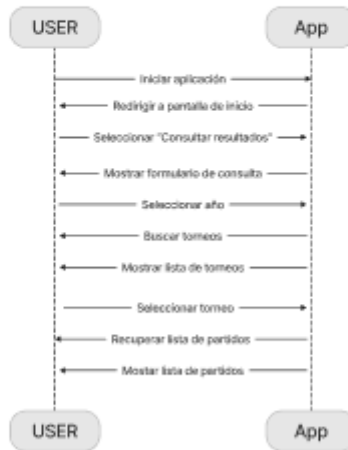 USER App
Iniciar aplicación
Redirigir a pantalla de inicio
Seleccionar "Consultar resultados"
Mostrar formulario de consulta
Seleccionar año
Buscar torneos
Mostrar lista de torneos
Seleccionar torneo
Recuperar lista de partidos
Mostar lista de partidos
USER App